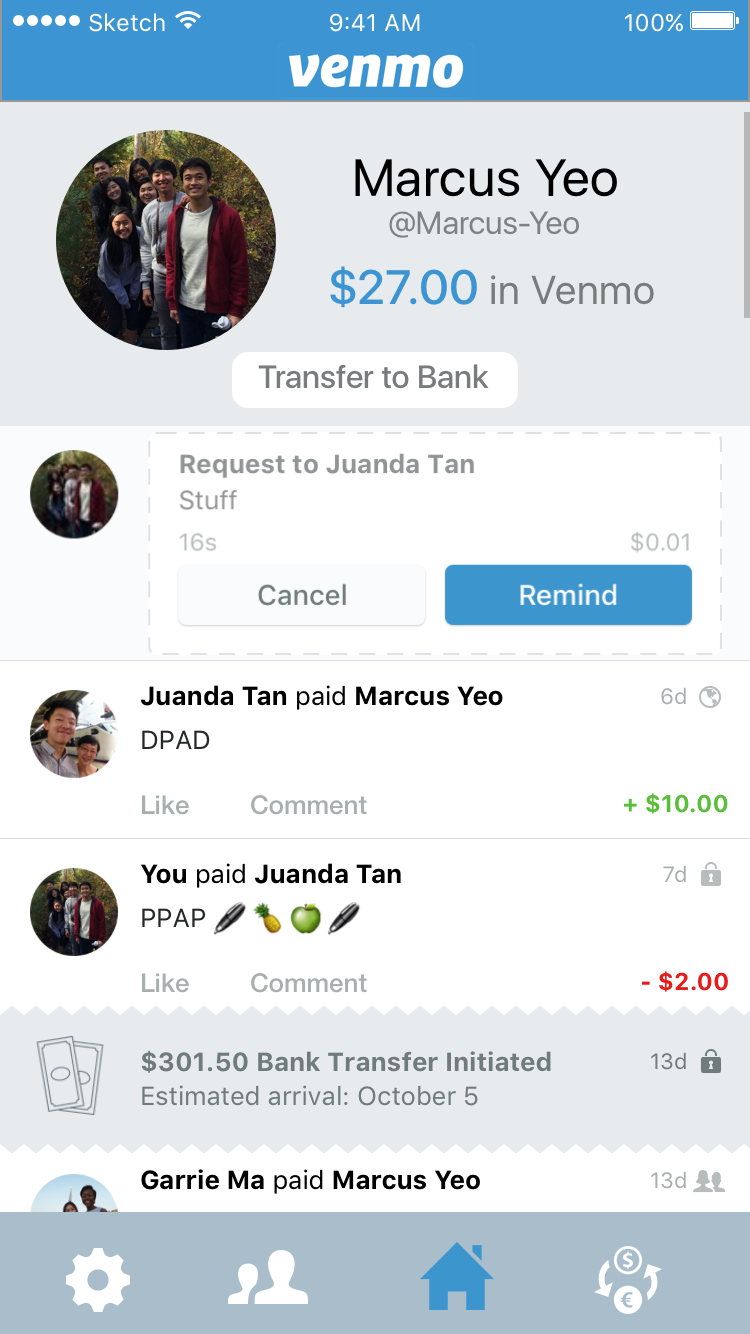 Sketch 9:41 AM 100%
venmo
Marcus Yeo
@Marcus-Yeo
$27.00 in Venmo
Transfer to Bank
Request to Juanda Tan
Stuff
16s $0.01
Cancel Remind
Juanda Tan paid Marcus Yeo 6d
DPAD
Like Comment + $10.00
You paid Juanda Tan 7d
PPAP 🖊🍍🍏🖊
Like Comment - $2.00
$301.50 Bank Transfer Initiated 13d
Estimated arrival: October 5
Garrie Ma paid Marcus Yeo 13d
$
€